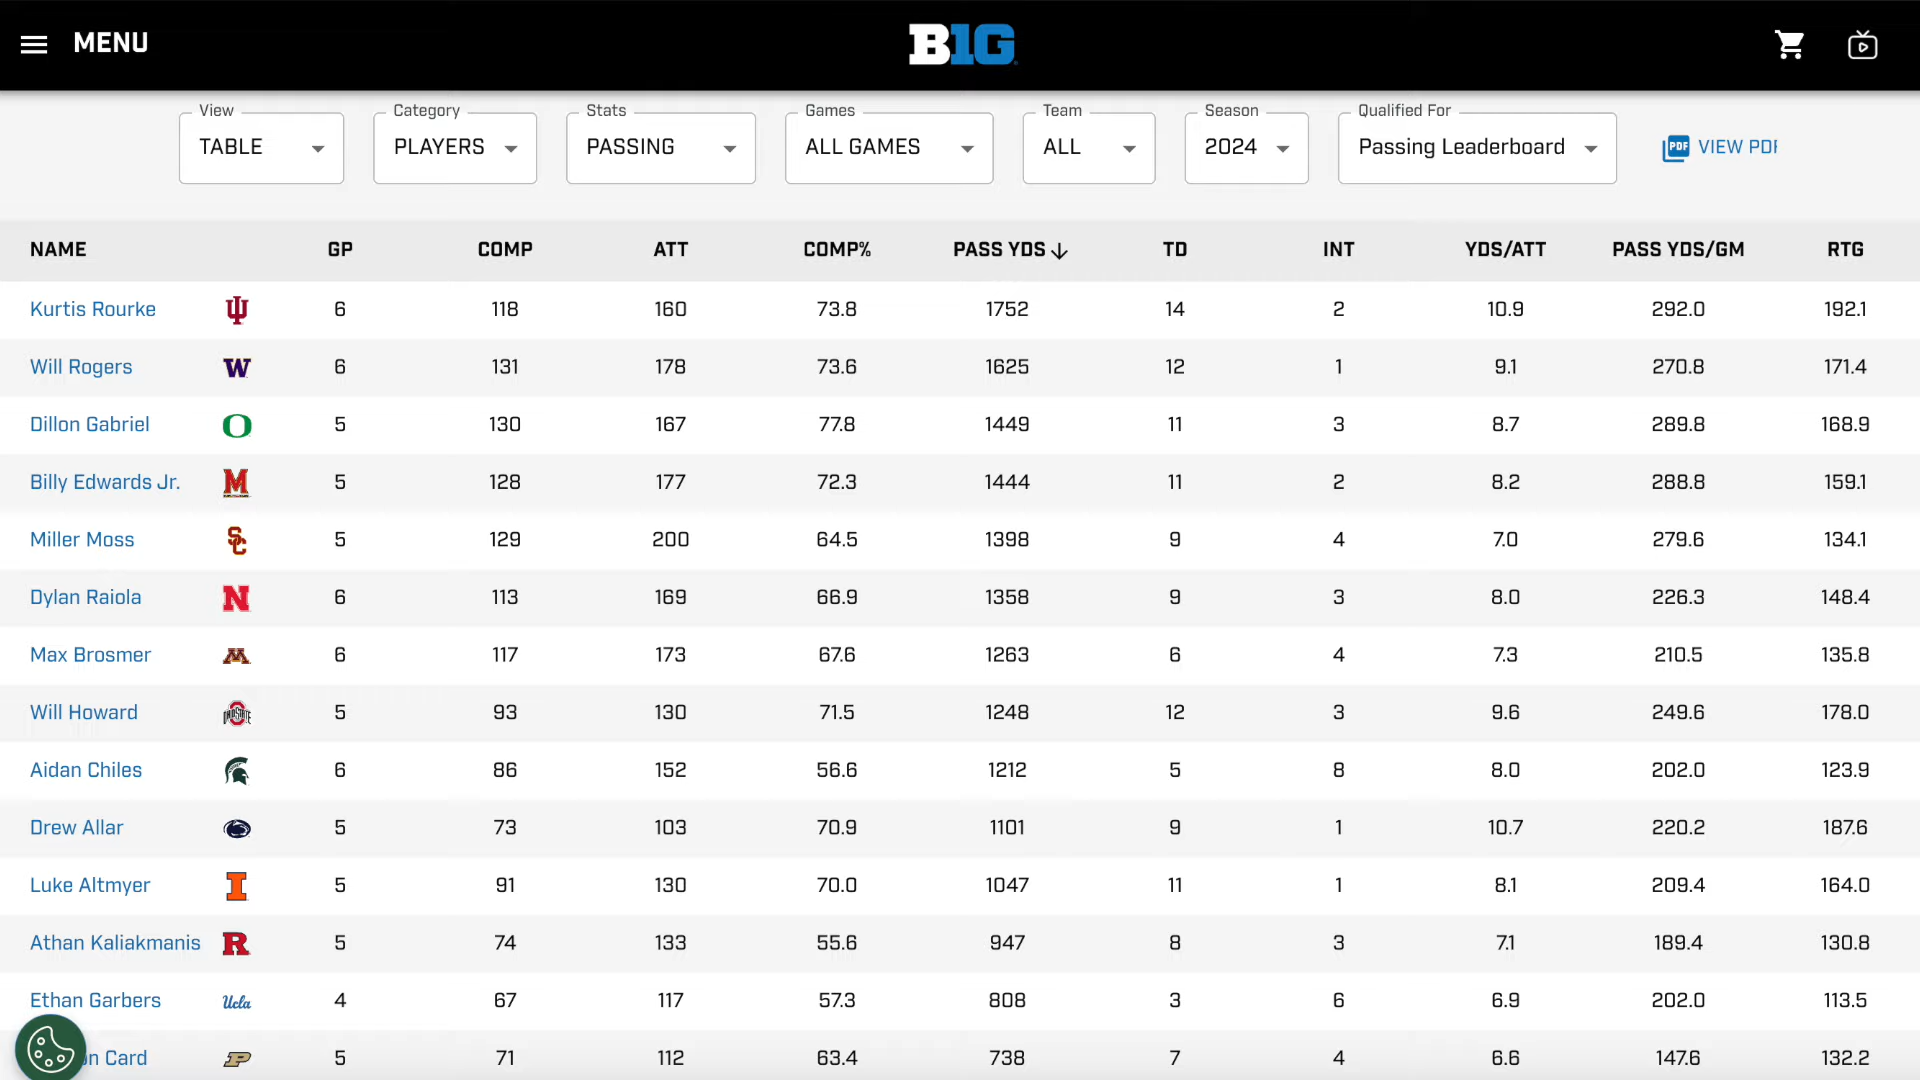 MENU
B1G
View Category Stats Games Team Season Qualified For
TABLE PLAYERS PASSING ALL GAMES ALL 2024 Passing Leaderboard PDF VIEW PDF
NAME GP COMP ATT COMP% PASS YDS TD INT YDS/ATT PASS YDS/GM RTG
Kurtis Rourke 6 118 160 73.8 1752 14 2 10.9 292.0 192.1
Will Rogers W 6 131 178 73.6 1625 12 1 9.1 270.8 171.4
Dillon Gabriel O 5 130 167 77.8 1449 11 3 8.7 289.8 168.9
Billy Edwards Jr. M 5 128 177 72.3 1444 11 2 8.2 288.8 159.1
Miller Moss SC 5 129 200 64.5 1398 9 4 7.0 279.6 134.1
Dylan Raiola N 6 113 169 66.9 1358 9 3 8.0 226.3 148.4
Max Brosmer M 6 117 173 67.6 1263 6 4 7.3 210.5 135.8
Will Howard OHIO STATE 5 93 130 71.5 1248 12 3 9.6 249.6 178.0
Aidan Chiles 6 86 152 56.6 1212 5 8 8.0 202.0 123.9
Drew Allar 5 73 103 70.9 1101 9 1 10.7 220.2 187.6
Luke Altmyer I 5 91 130 70.0 1047 11 1 8.1 209.4 164.0
Athan Kaliakmanis R 5 74 133 55.6 947 8 3 7.1 189.4 130.8
Ethan Garbers Ucla 4 67 117 57.3 808 3 6 6.9 202.0 113.5
on Card P 5 71 112 63.4 738 7 4 6.6 147.6 132.2